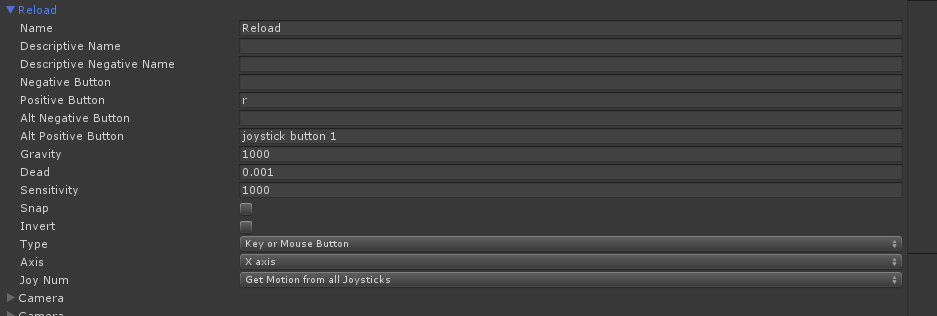 Reload
Name Reload
Descriptive Name
Descriptive Negative Name
Negative Button
Positive Button r
Alt Negative Button
Alt Positive Button joystick button 1
Gravity 1000
Dead 0.001
Sensitivity 1000
Snap
Invert
Type Key or Mouse Button
Axis X axis
Joy Num Get Motion from all Joysticks
Camera
Camera